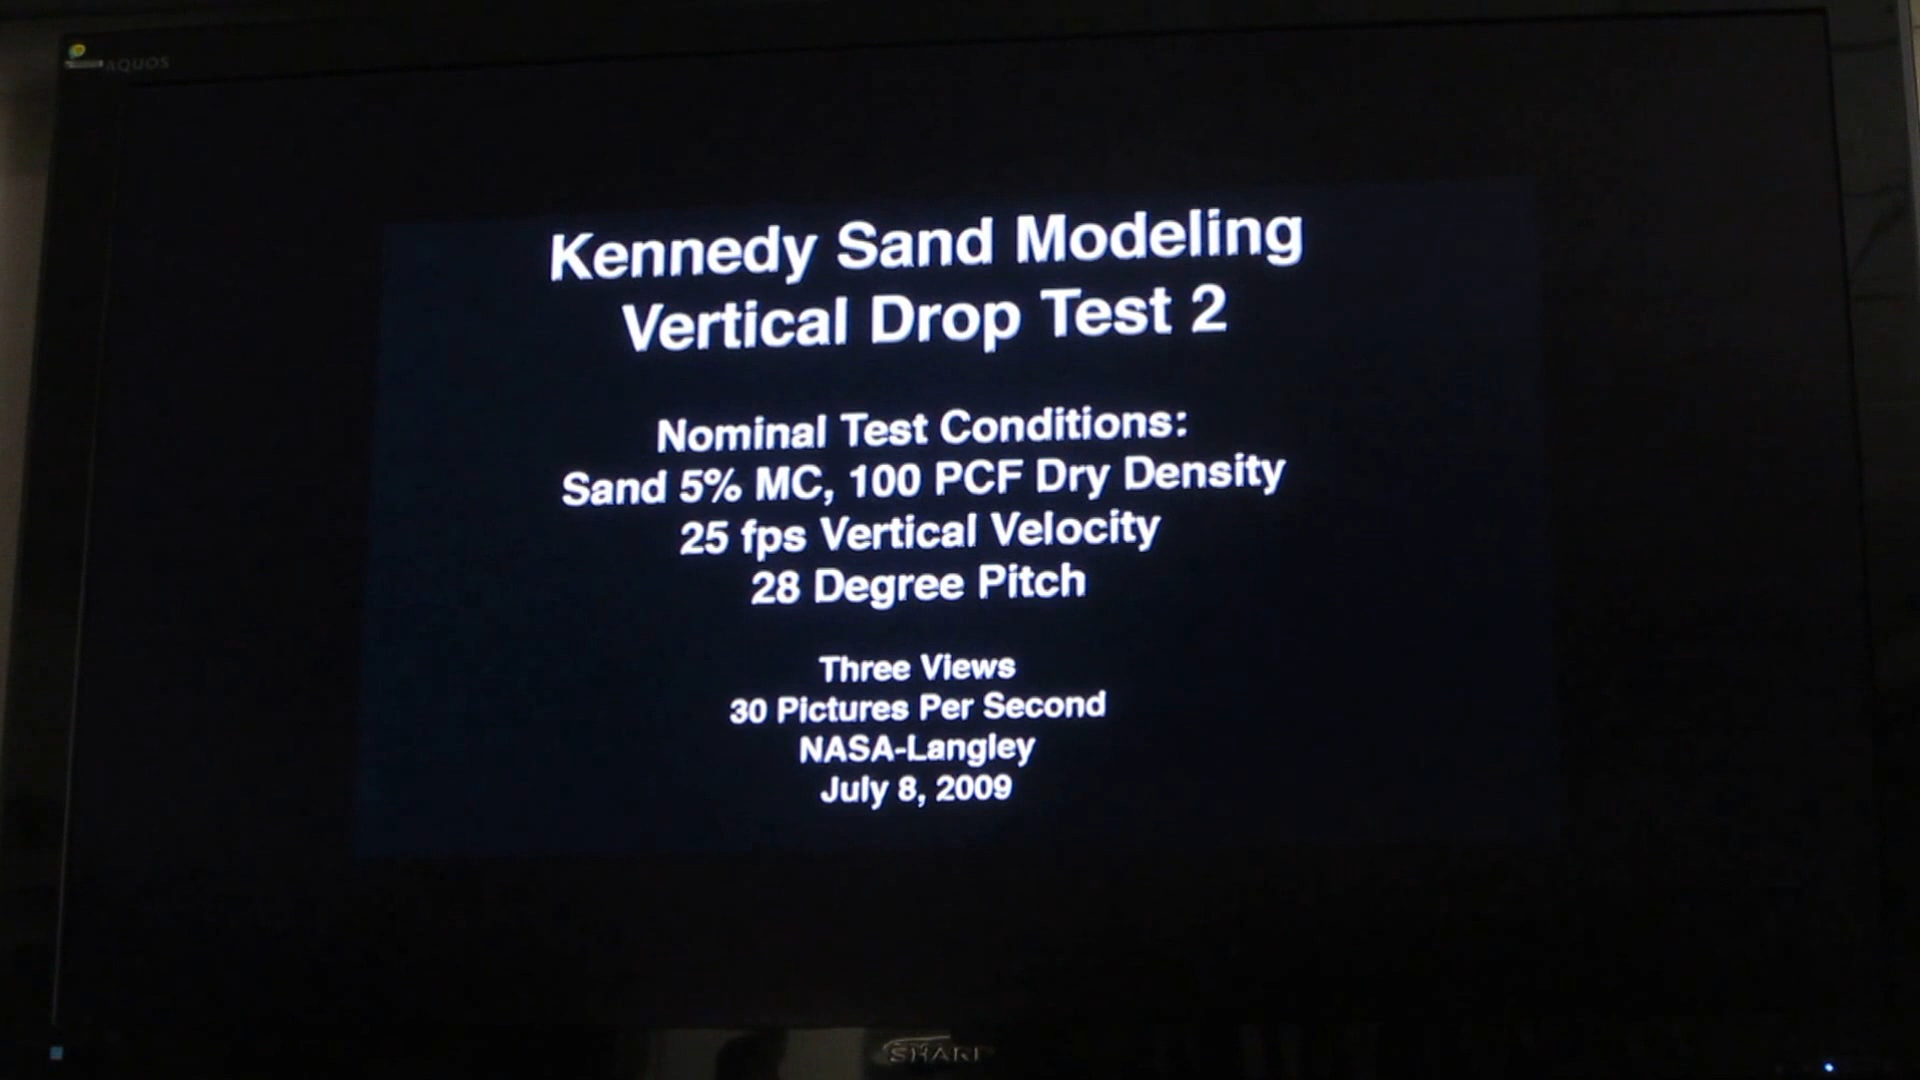 AQUOS
Kennedy Sand Modeling
Vertical Drop Test 2
Nominal Test Conditions:
Sand 5% MC, 100 PCF Dry Density
25 fps Vertical Velocity
28 Degree Pitch
Three Views
30 Pictures Per Second
NASA-Langley
July 8, 2009
SHARP